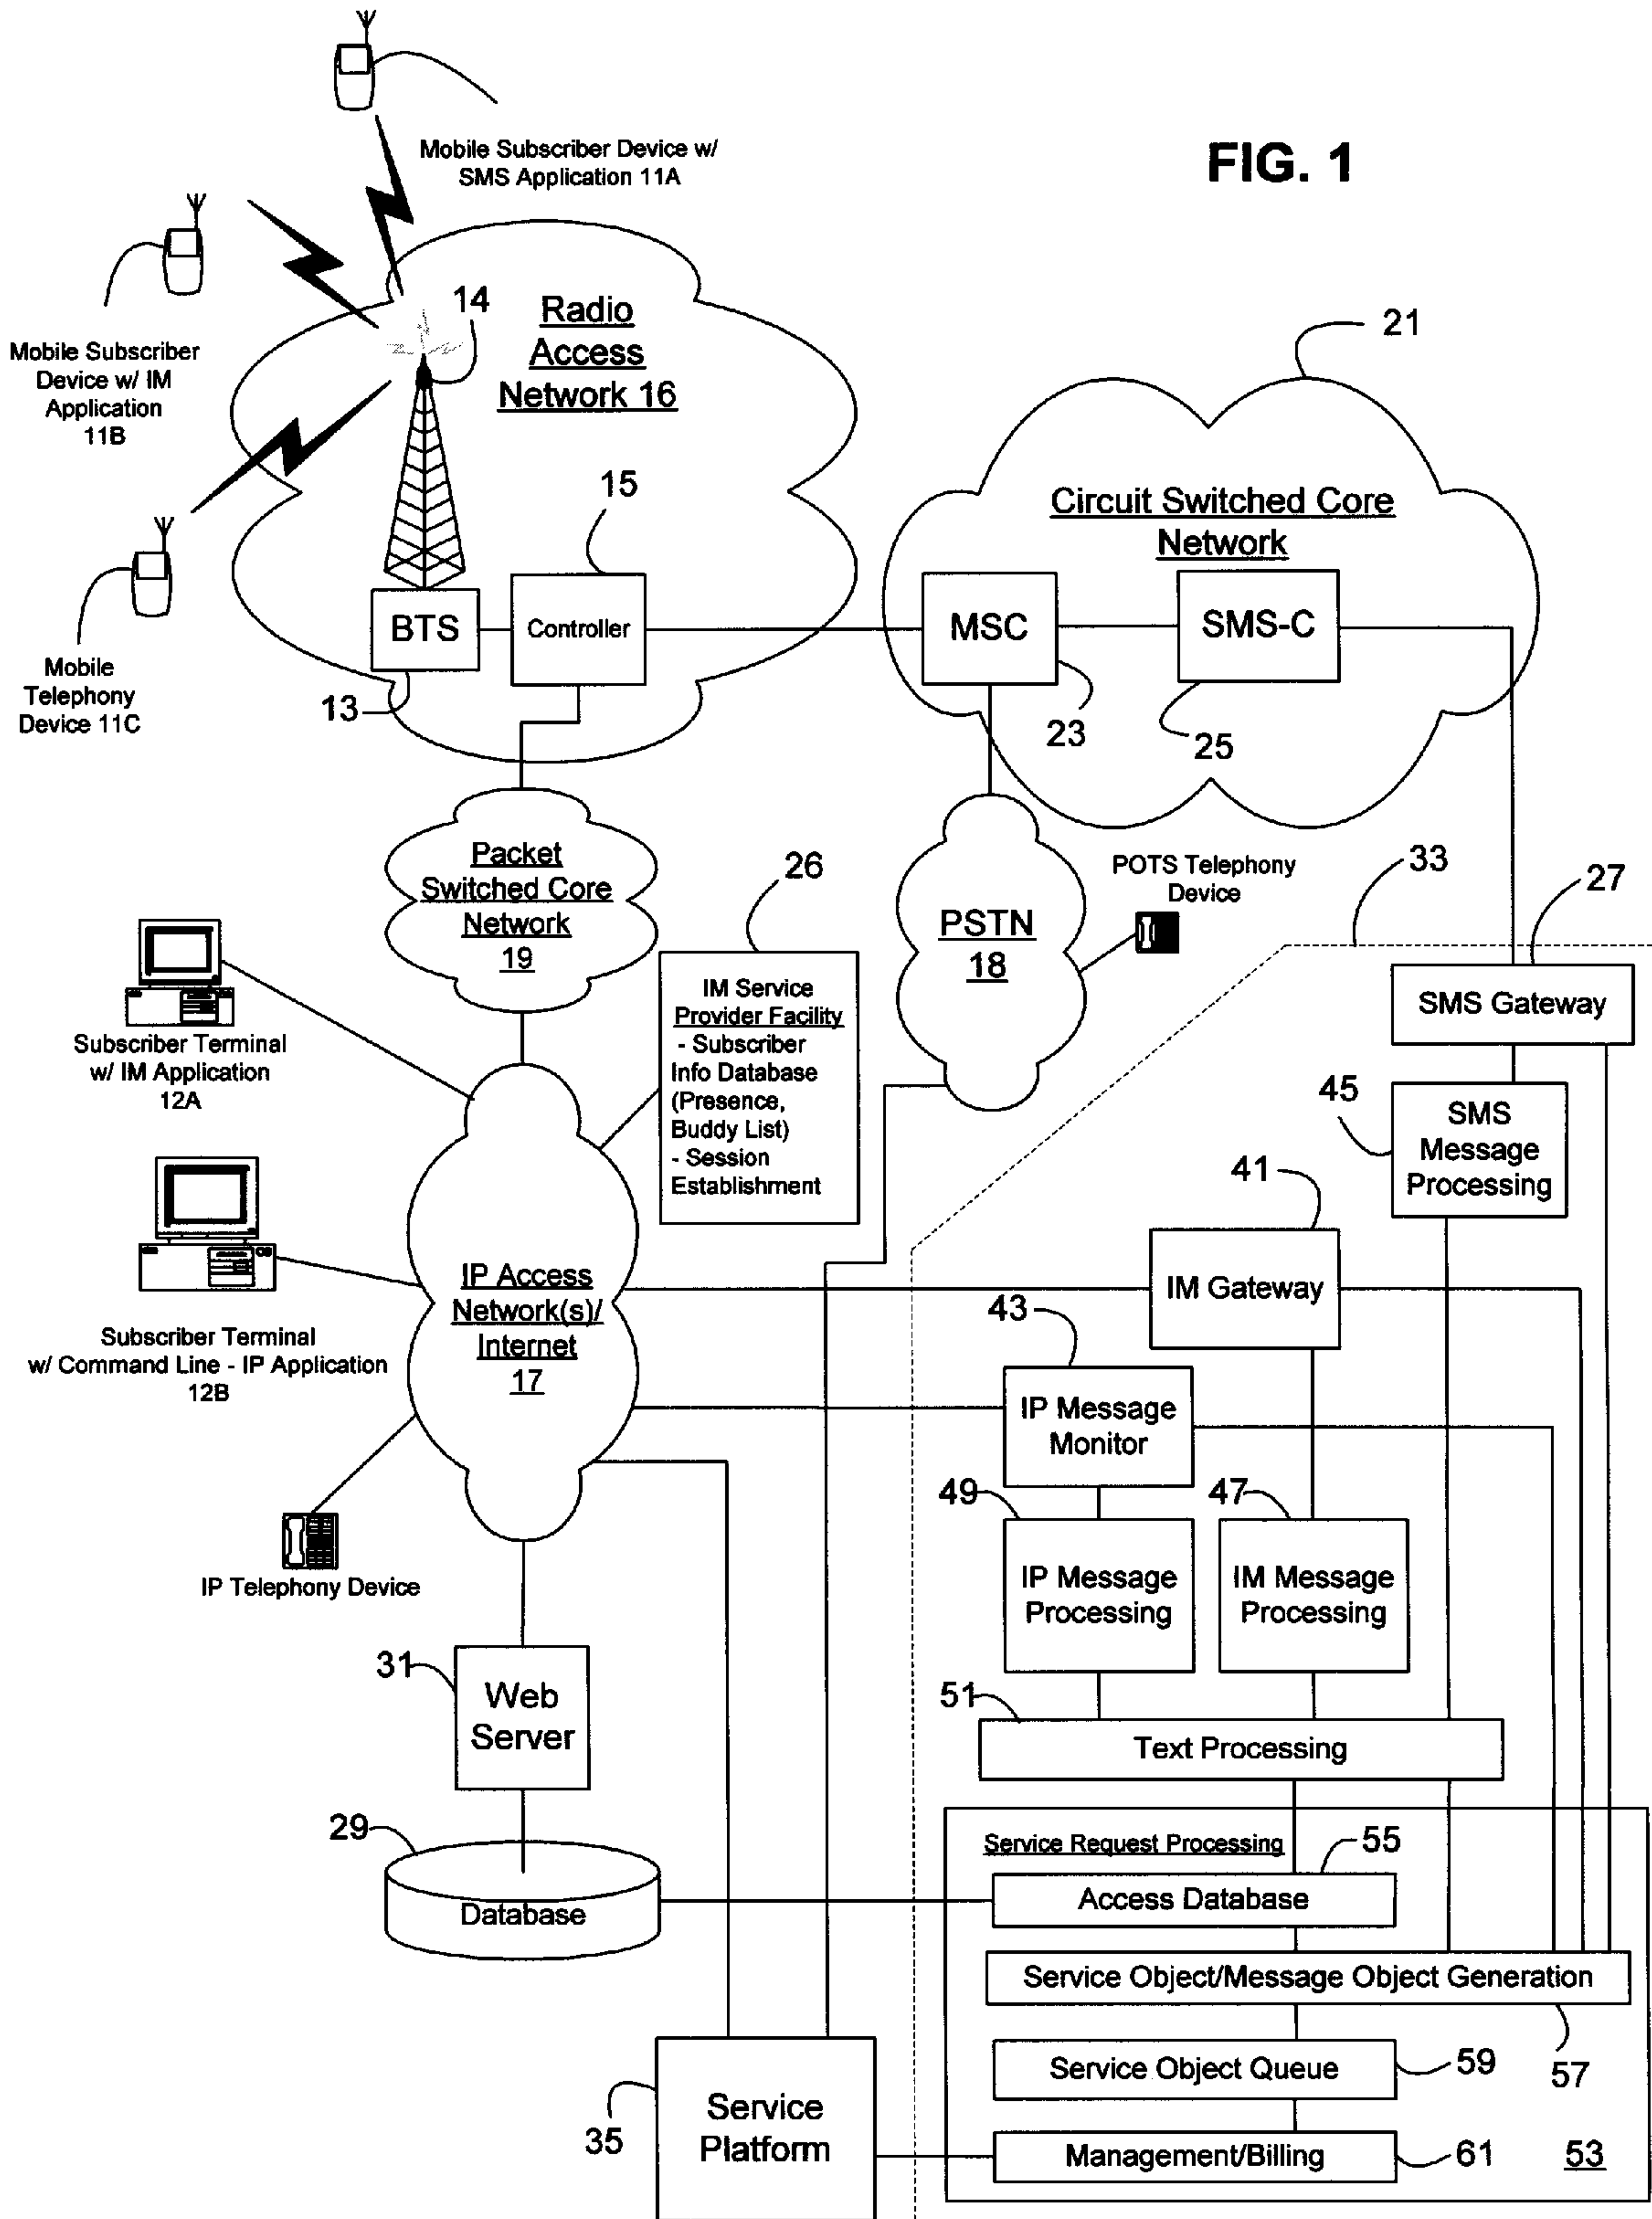 FIG. 1
Mobile Subscriber Device w/
SMS Application 11A
14
Radio
Access
Network 16
21
Mobile Subscriber
Device w/ IM
Application
11B
15
Circuit Switched Core
Network
BTS
Controller
MSC
SMS-C
Mobile
Telephony
Device 11C
13
23
25
Packet
Switched Core
Network
19
26
POTS Telephony
Device
33
27
PSTN
18
IM Service
Provider Facility
- Subscriber
Info Database
(Presence,
Buddy List)
- Session
Establishment
SMS Gateway
Subscriber Terminal
w/ IM Application
12A
45
SMS
Message
Processing
41
IM Gateway
IP Access
Network(s)/
Internet
17
43
Subscriber Terminal
w/ Command Line - IP Application
12B
IP Message
Monitor
49
47
IP Message
Processing
IM Message
Processing
IP Telephony Device
31
Web
Server
51
Text Processing
29
Database
Service Request Processing
55
Access Database
Service Object/Message Object Generation
57
Service Object Queue
59
35
Service
Platform
Management/Billing
61
53